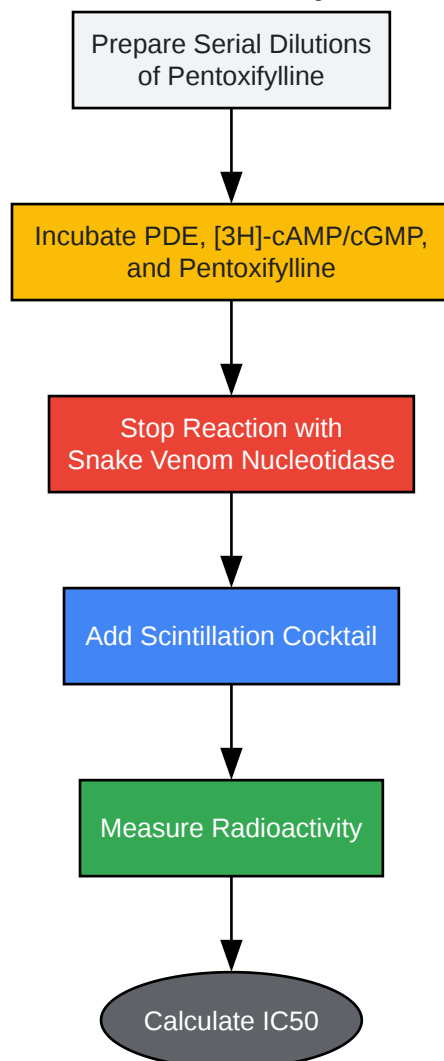 Prepare Serial Dilutions
of Pentoxifylline
Incubate PDE, [3H]-cAMP/cGMP,
and Pentoxifylline
Stop Reaction with
Snake Venom Nucleotidase
Add Scintillation Cocktail
Measure Radioactivity
Calculate IC50